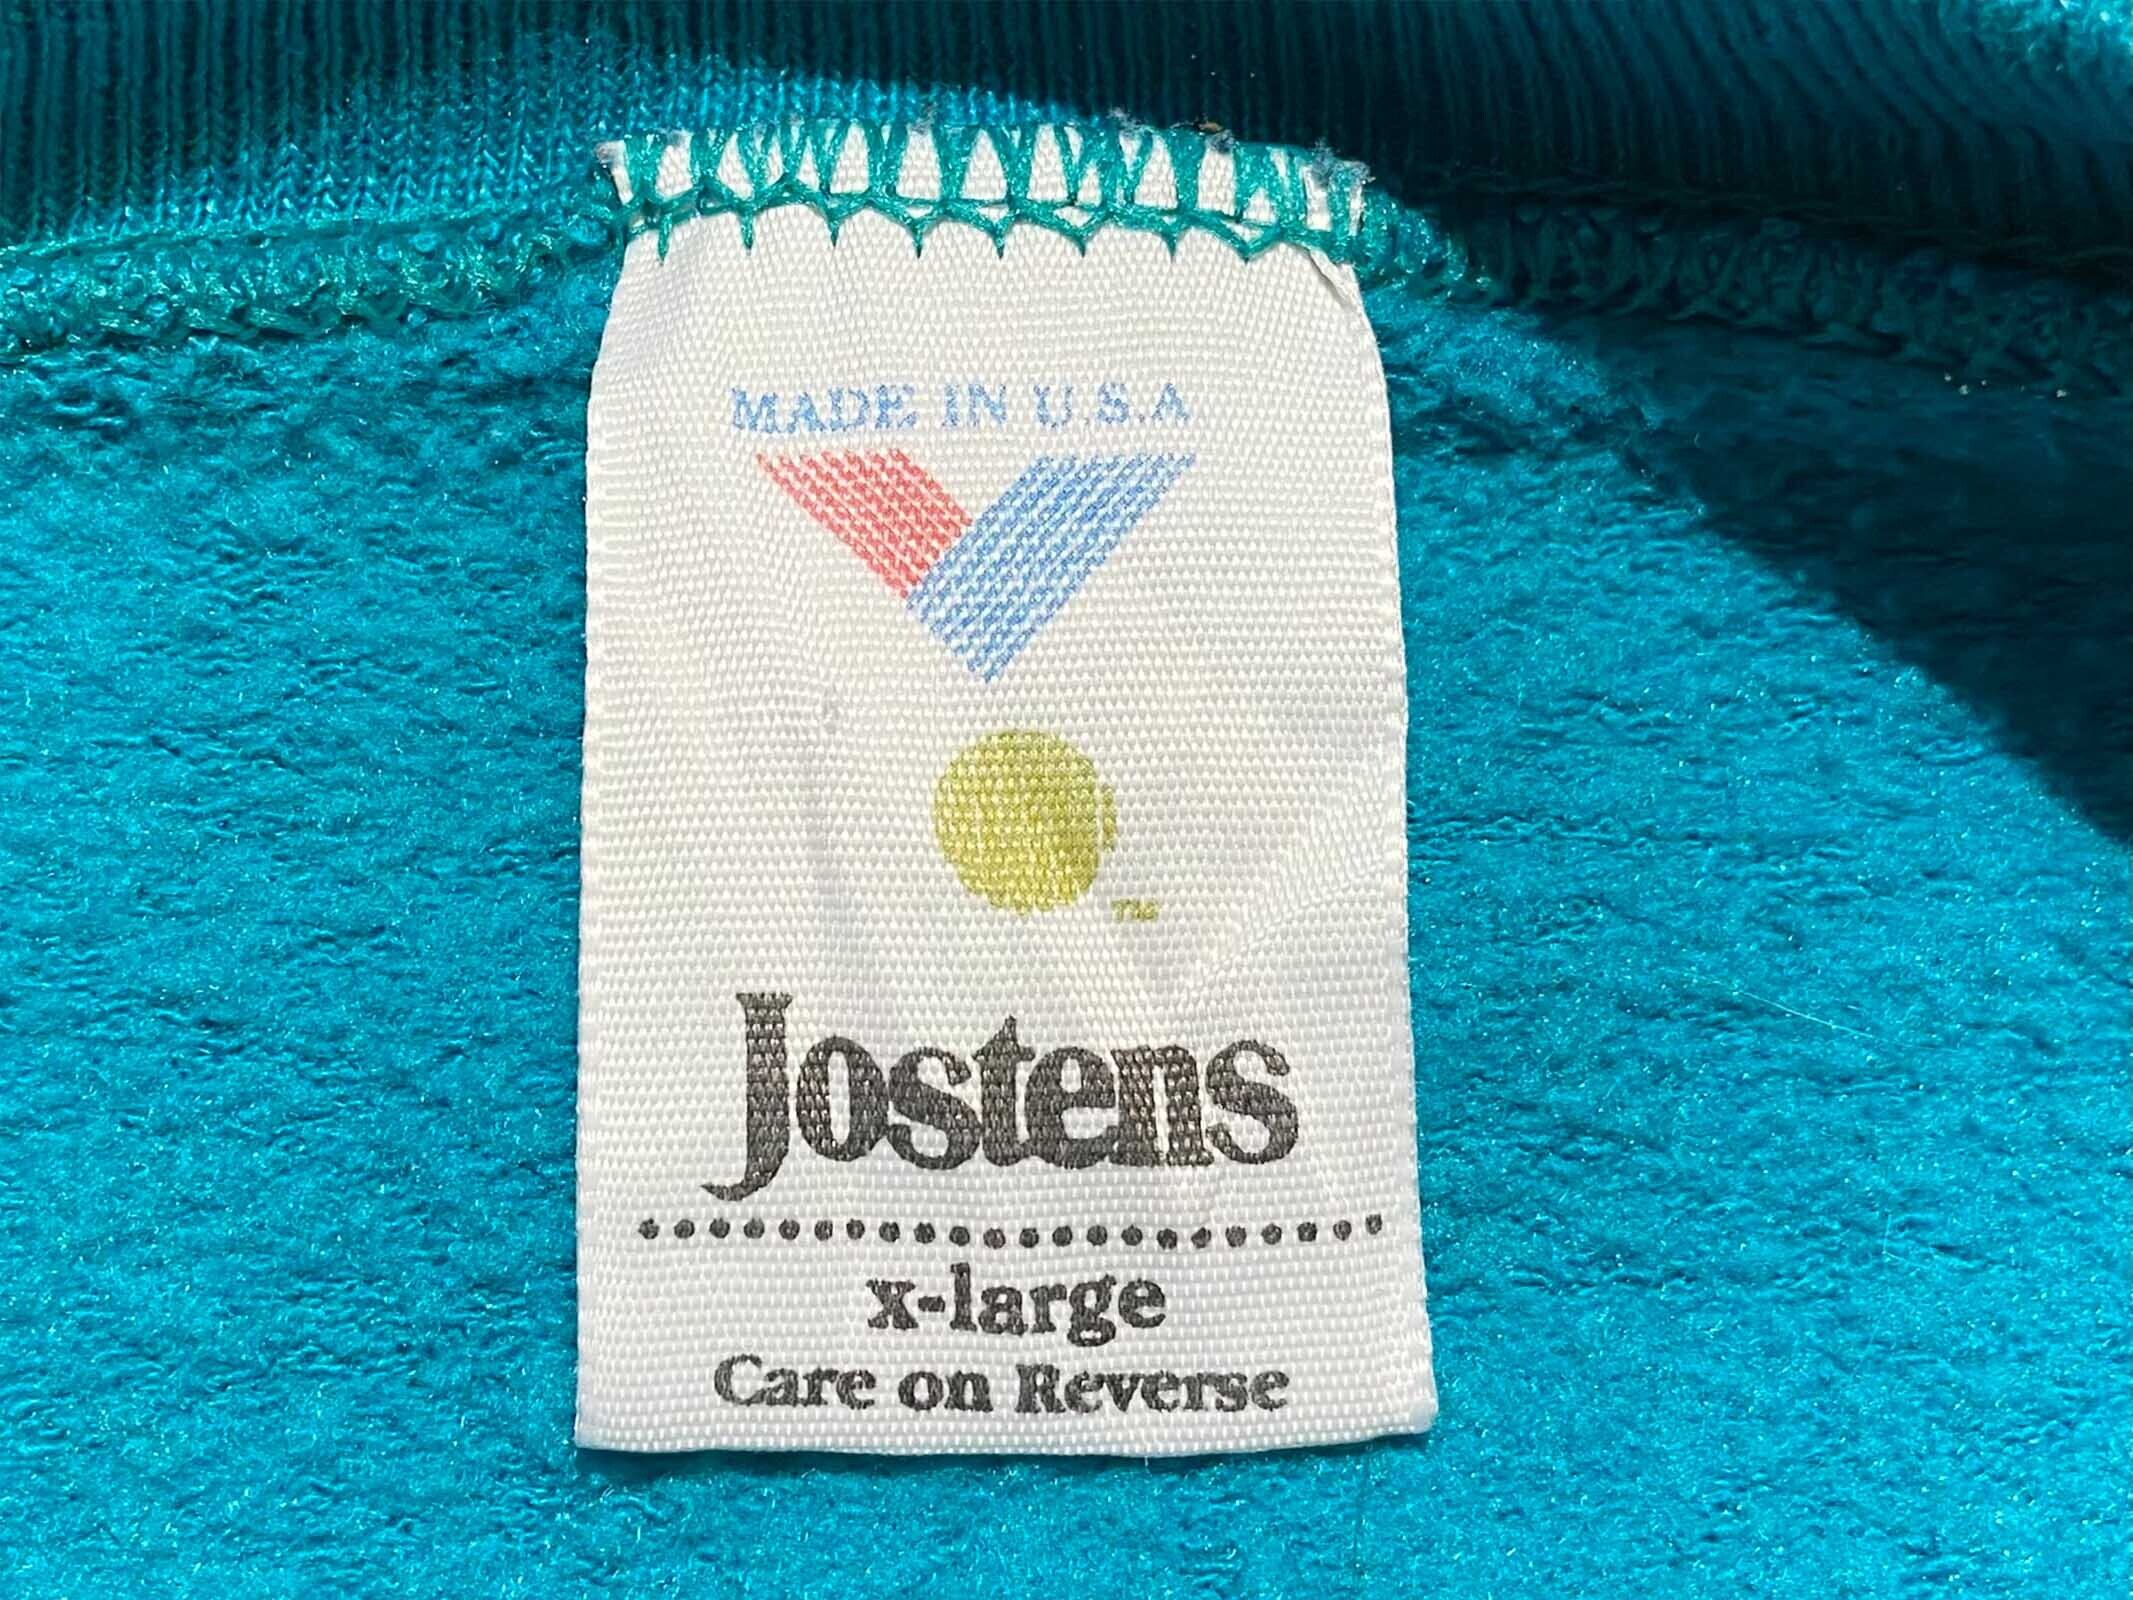 MADE IN U.S.A
TM
Jostens
x-large
Care on Reverse